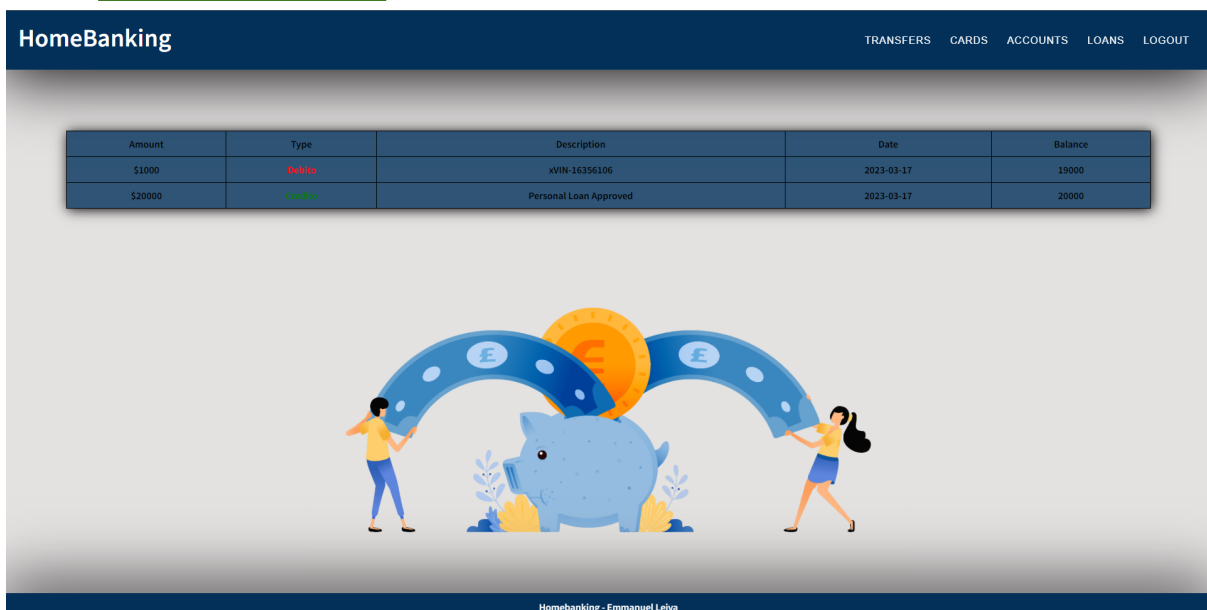 HomeBanking
TRANSFERS CARDS ACCOUNTS LOANS LOGOUT
Amount Type Description Date Balance
$1000 Debito xVIN-16356106 2023-03-17 19000
$20000 Credito Personal Loan Approved 2023-03-17 20000
£ £
Homebanking - Emmanuel Leiva